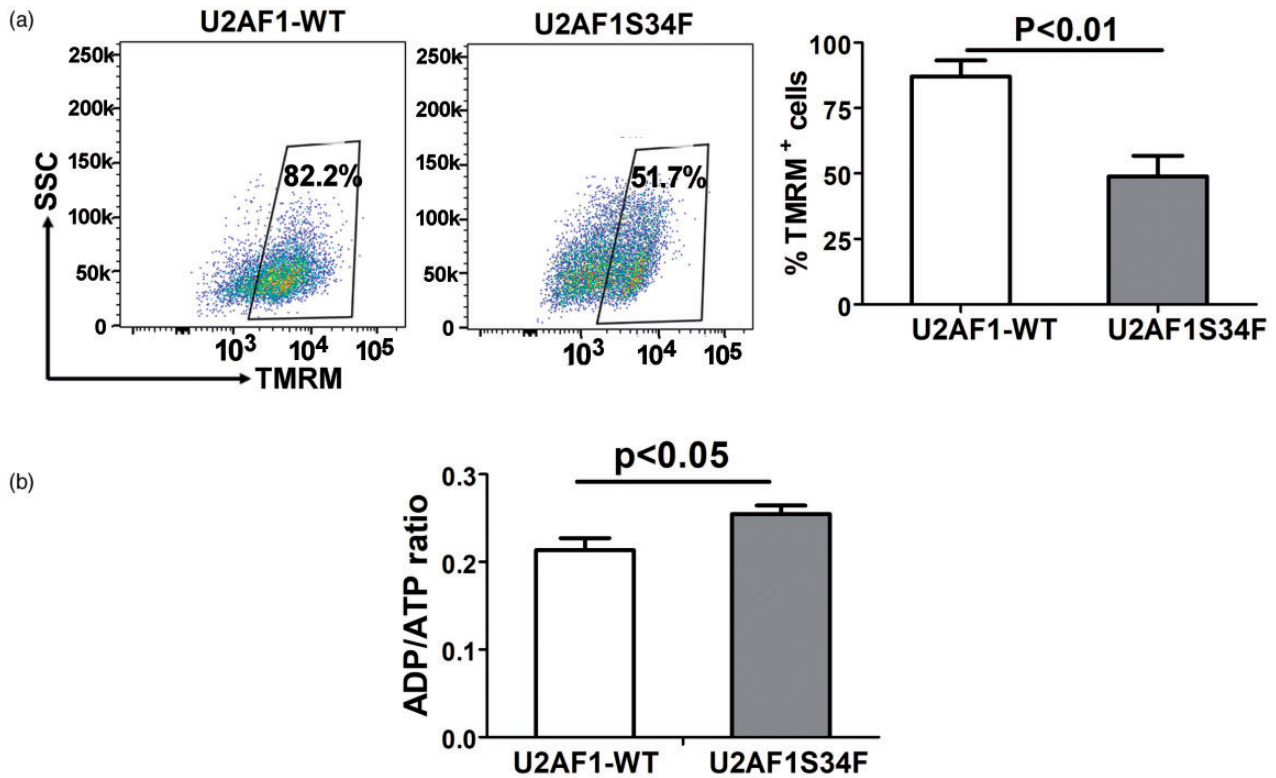 (a)
U2AF1-WT
U2AF1S34F
250k
200k
150k
100k
50k
0
SSC
82.2%
10³ 10⁴ 10⁵
TMRM
250k
200k
150k
100k
50k
0
51.7%
10³ 10⁴ 10⁵
P<0.01
% TMRM⁺ cells
100
75
50
25
0
U2AF1-WT U2AF1S34F
(b)
p<0.05
ADP/ATP ratio
0.3
0.2
0.1
0.0
U2AF1-WT U2AF1S34F